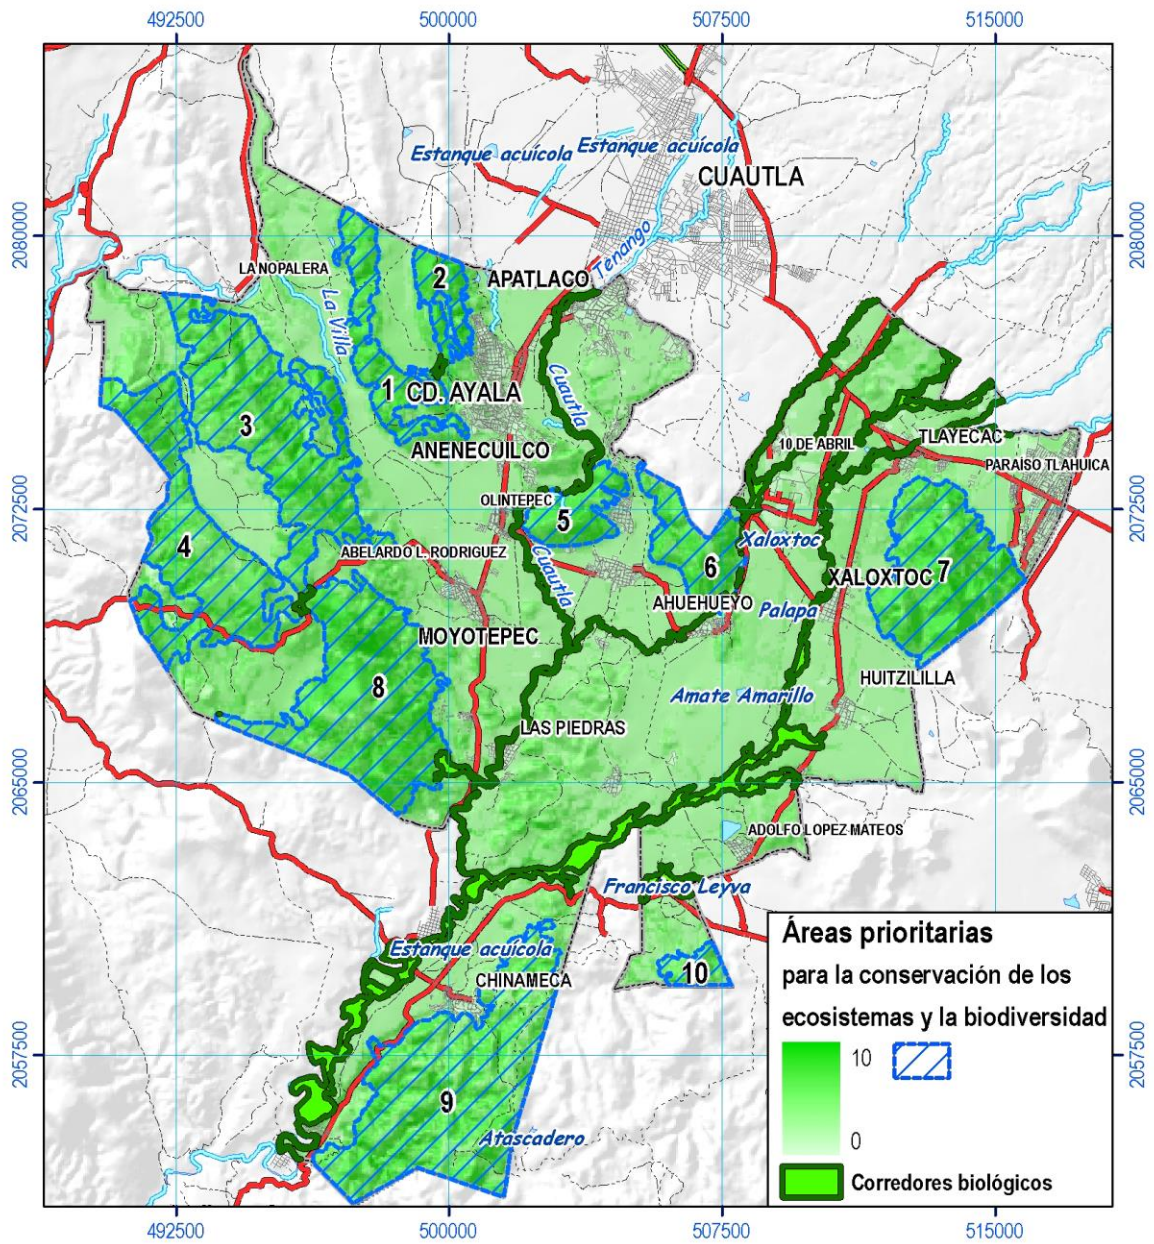 492500
500000
507500
515000
Estanque acuícola
Estanque acuícola
CUAUTLA
2080000
2080000
Tenango
LA NOPALERA
2
APATLACO
La Villa
1
CD. AYALA
Cuautla
3
ANENECUILCO
10 DE ABRIL
TLAYECAC
PARAISO TLAHUICA
2072500
2072500
OLINTEPEC
5
4
ABELARDO L. RODRIGUEZ
Cuautla
6
Xaloxtoc
7
XALOXTOC
AHUEHUEYO
Palapa
MOYOTEPEC
8
HUITZILILLA
Amate Amarillo
LAS PIEDRAS
2065000
2065000
ADOLFO LOPEZ MATEOS
Francisco Leyva
Estanque acuícola
CHINAMECA
10
9
Atascadero
2057500
2057500
Áreas prioritarias
para la conservación de los
ecosistemas y la biodiversidad
10
0
Corredores biológicos
492500
500000
507500
515000